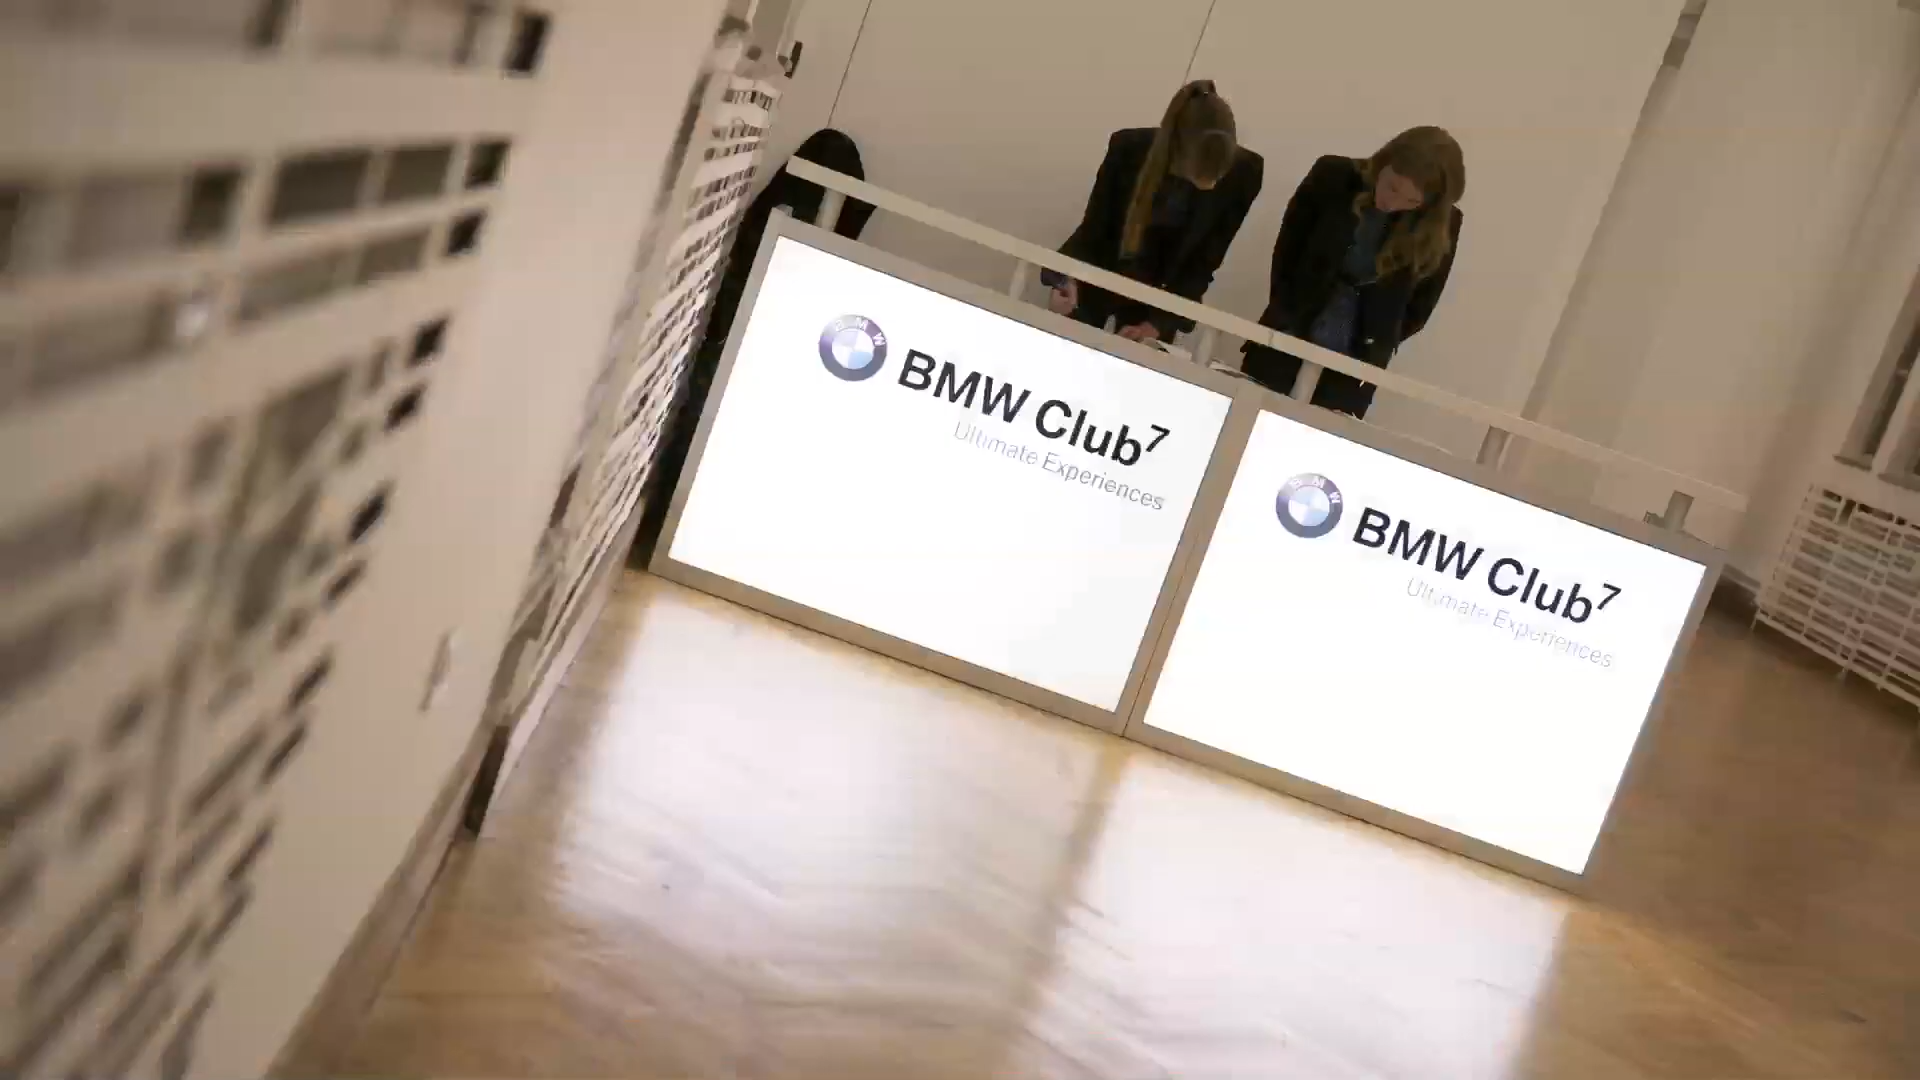 BMW
BMW Club7
Ultimate Experiences
BMW
BMW Club7
Ultimate Experiences